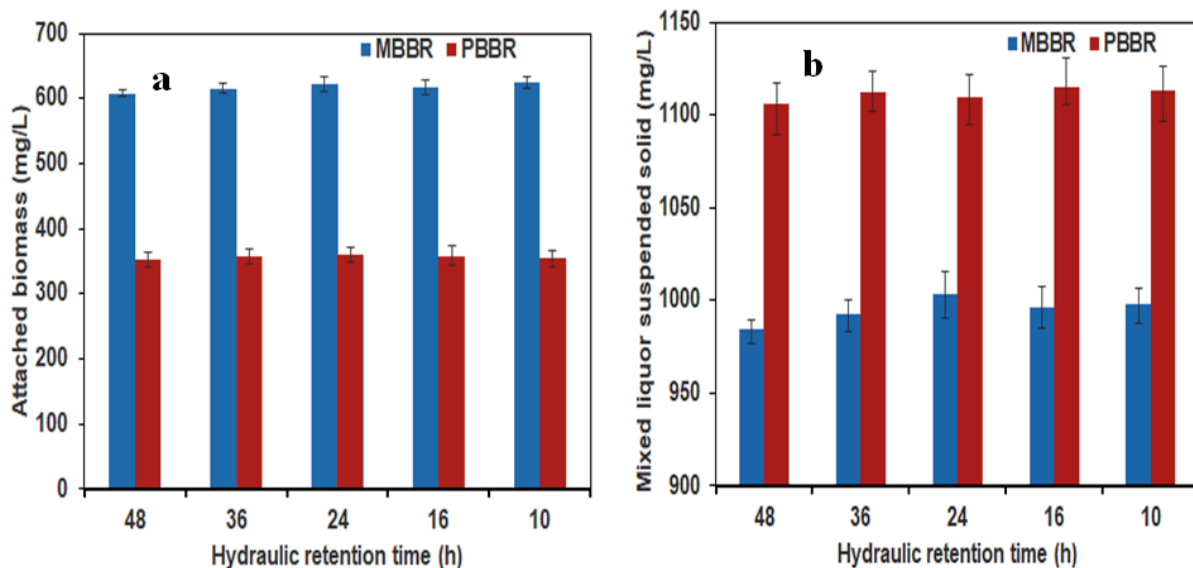 Attached biomass (mg/L)
700
600
500
400
300
200
100
0
MBBR PBBR
a
48 36 24 16 10
Hydraulic retention time (h)
Mixed liquor suspended solid (mg/L)
1150
1100
1050
1000
950
900
MBBR PBBR
b
48 36 24 16 10
Hydraulic retention time (h)